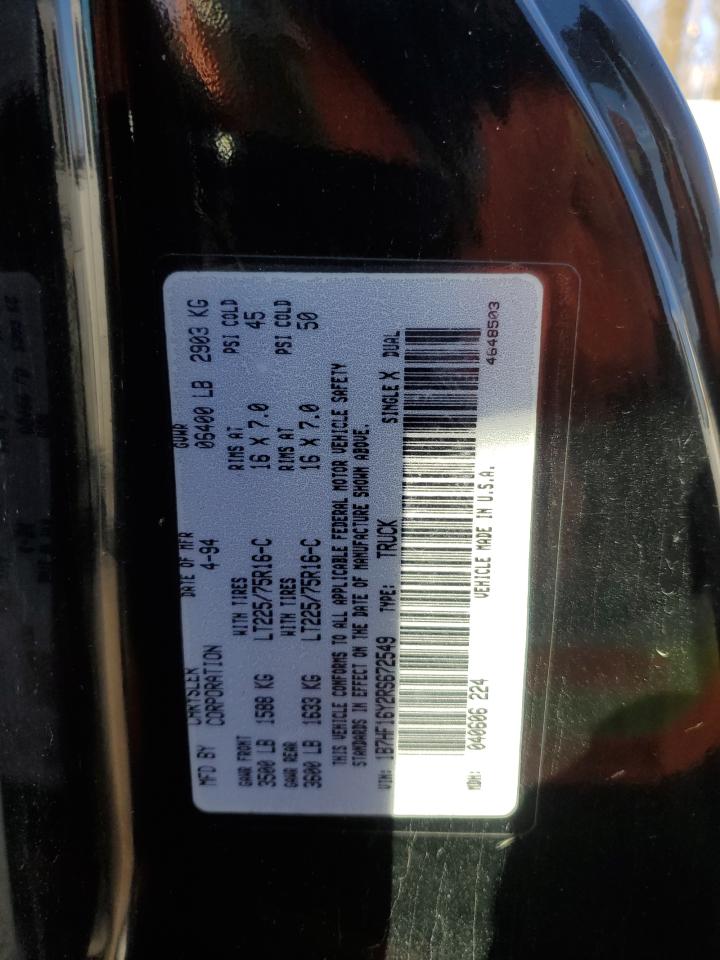 MFD BY CHRYSLER CORPORATION DATE OF MFR 4-94 GVWR 06400 LB 2903 KG
GAWR FRONT WITH TIRES RIMS AT PSI COLD
3500 LB 1588 KG LT225/75R16-C 16 X 7.0 45
GAWR REAR WITH TIRES RIMS AT PSI COLD
3600 LB 1633 KG LT225/75R16-C 16 X 7.0 50
THIS VEHICLE CONFORMS TO ALL APPLICABLE FEDERAL MOTOR VEHICLE SAFETY
STANDARDS IN EFFECT ON THE DATE OF MANUFACTURE SHOWN ABOVE.
VIN: 1B7HF16Y2RS672549 TYPE: TRUCK SINGLE X DUAL
MDH: 040606 224 VEHICLE MADE IN U.S.A. 4648503